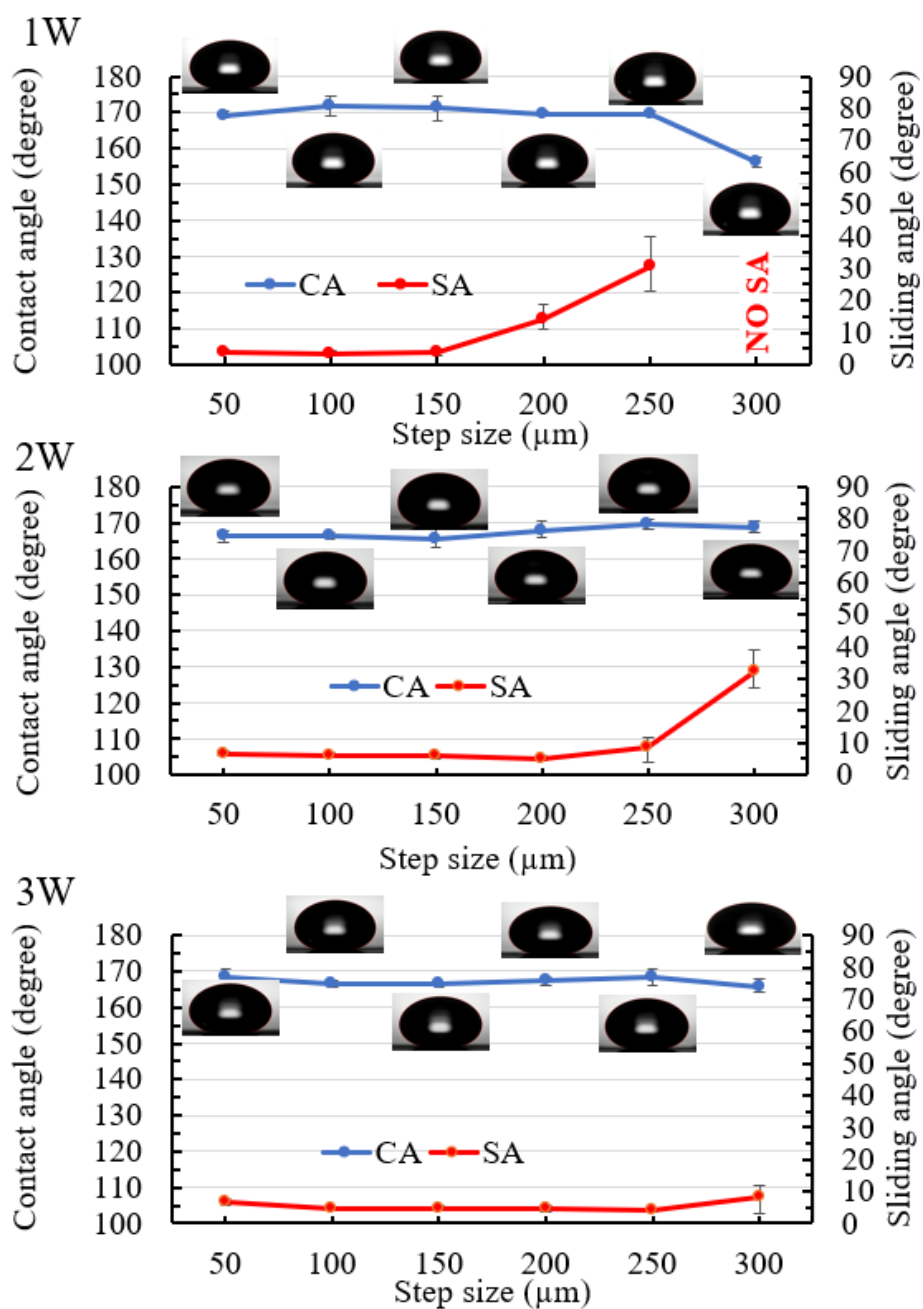 1W
Contact angle (degree)
180
170
160
150
140
130
120
110
100
CA
SA
NO SA
90
80
70
60
50
40
30
20
10
0
Sliding angle (degree)
50 100 150 200 250 300
Step size (µm)
2W
Contact angle (degree)
180
170
160
150
140
130
120
110
100
CA
SA
90
80
70
60
50
40
30
20
10
0
Sliding angle (degree)
50 100 150 200 250 300
Step size (µm)
3W
Contact angle (degree)
180
170
160
150
140
130
120
110
100
CA
SA
90
80
70
60
50
40
30
20
10
0
Sliding angle (degree)
50 100 150 200 250 300
Step size (µm)